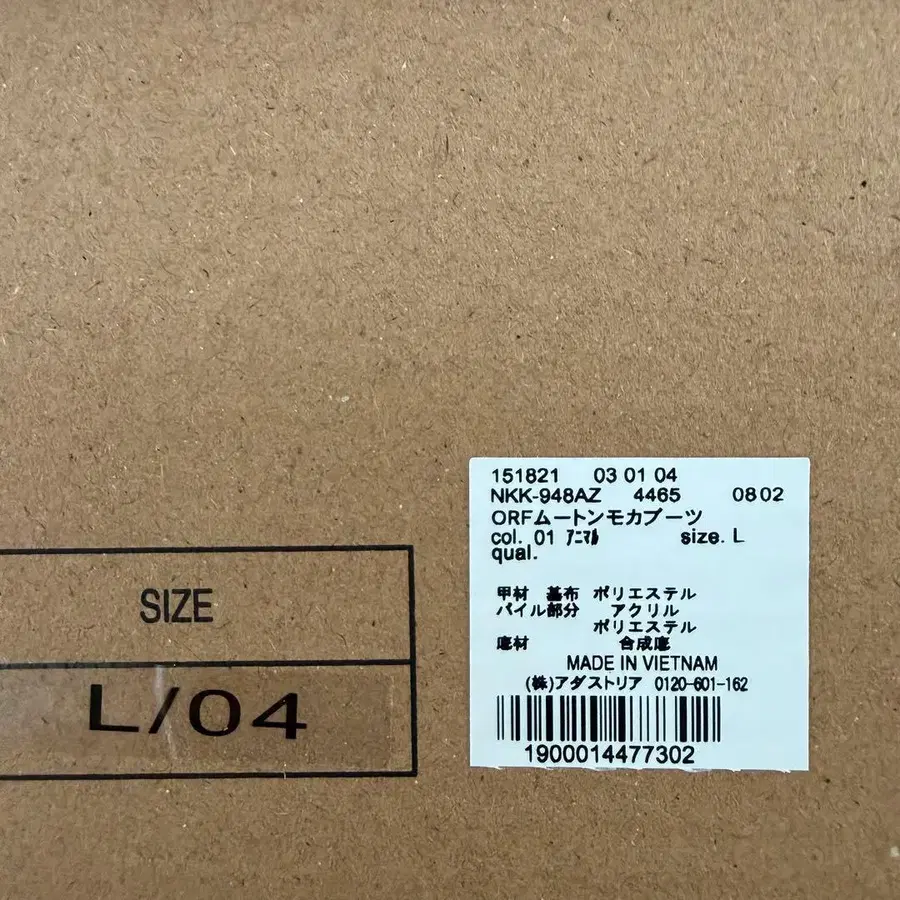 SIZE
L/04
151821 03 01 04
NKK-948AZ 4465 0802
ORFムートンモカブーツ
col. 01 ｱﾆﾏﾙ size. L
qual.
甲材 基布 ポリエステル
パイル部分 アクリル
ポリエステル
底材 合成底
MADE IN VIETNAM
(株)アダストリア 0120-601-162
1900014477302